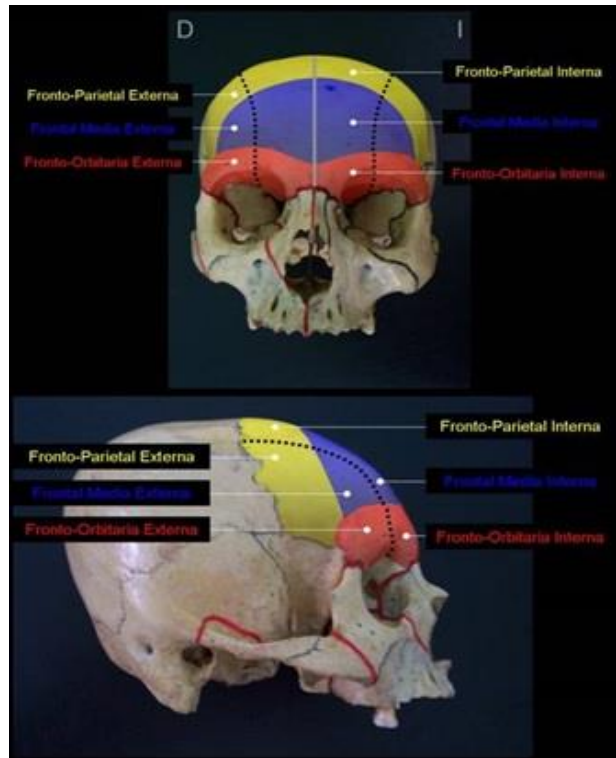 D I
Fronto-Parietal Interna
Fronto-Parietal Externa
Frontal Media Externa
Frontal Media Interna
Fronto-Orbitaria Externa
Fronto-Orbitaria Interna
Fronto-Parietal Interna
Fronto-Parietal Externa
Frontal Media Interna
Frontal Media Externa
Fronto-Orbitaria Externa
Fronto-Orbitaria Interna